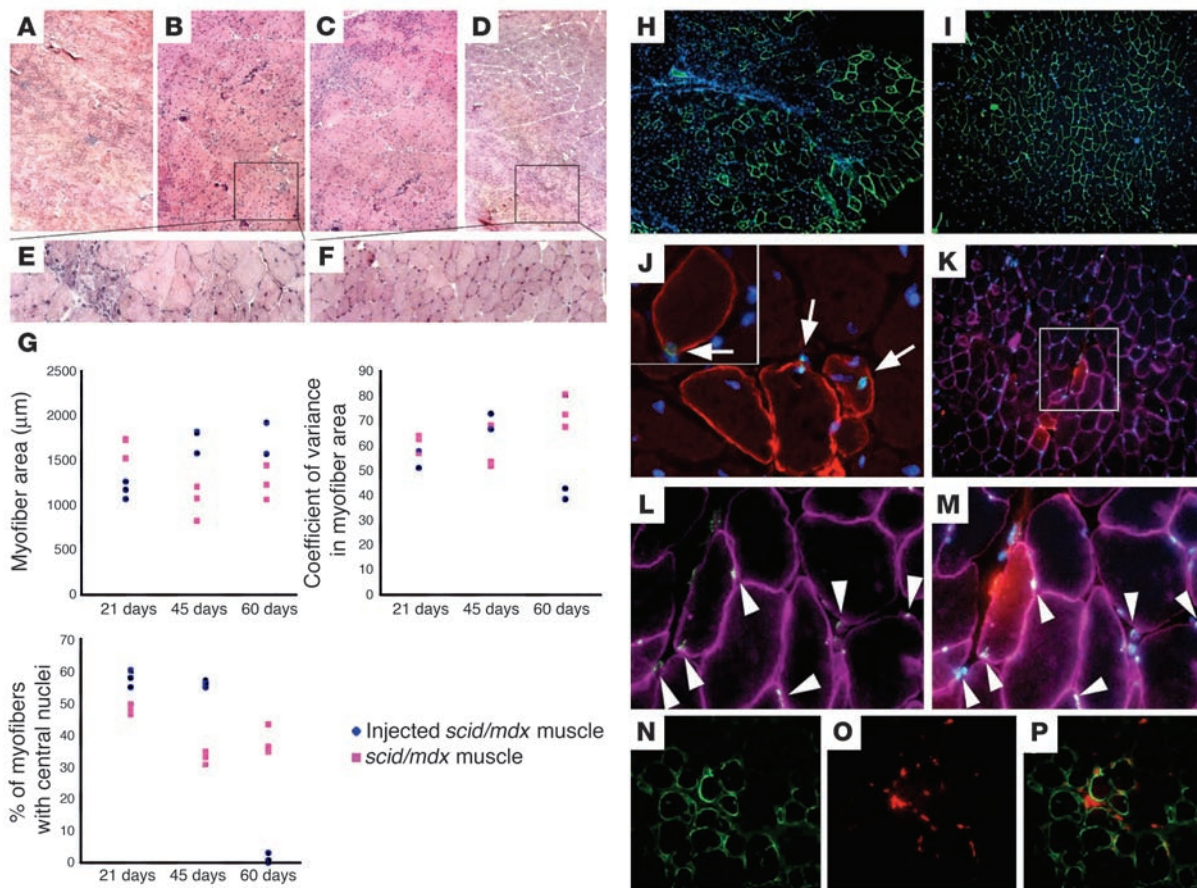 A
B
C
D
E
F
G
Myofiber area (μm)
2500
2000
1500
1000
500
0
21 days
45 days
60 days
Coefficient of variance
in myofiber area
90
80
70
60
50
40
30
20
10
0
21 days
45 days
60 days
% of myofibers
with central nuclei
70
60
50
40
30
20
10
0
21 days
45 days
60 days
Injected scid/mdx muscle
scid/mdx muscle
H
I
J
K
L
M
N
O
P